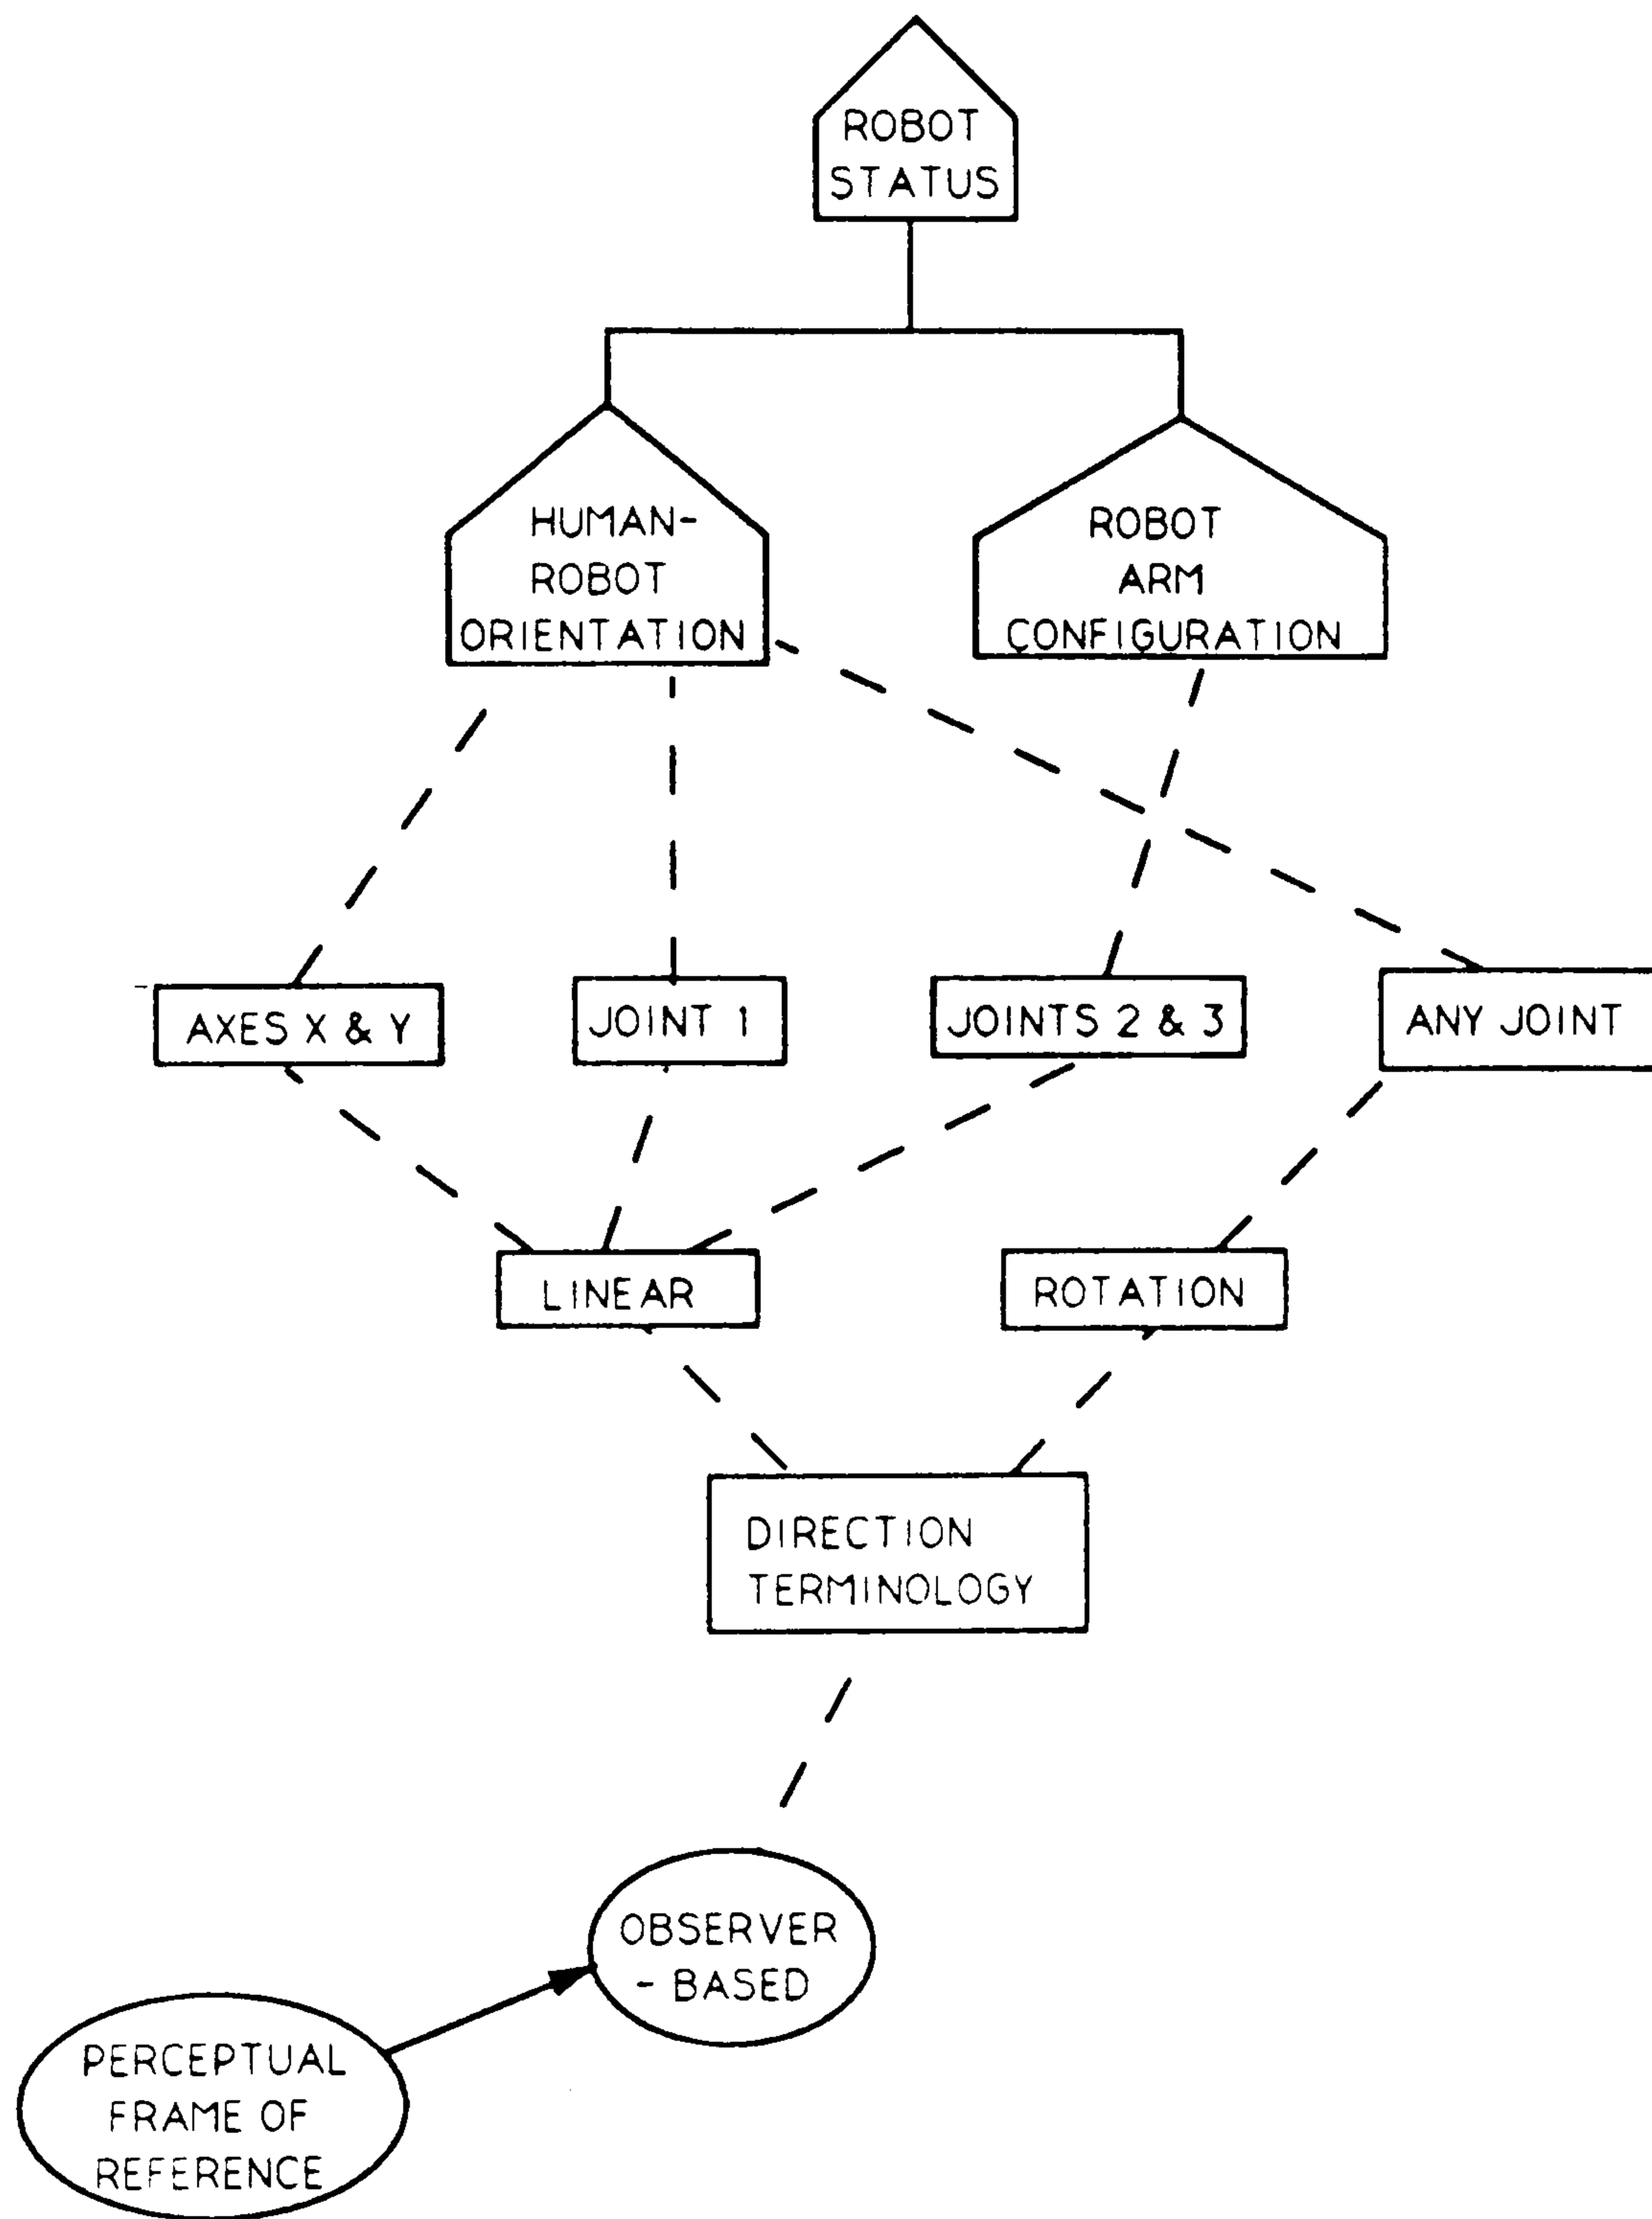 ROBOT
STATUS
HUMAN-
ROBOT
ORIENTATION
ROBOT
ARM
CONFIGURATION
AXES X & Y
JOINT 1
JOINTS 2 & 3
ANY JOINT
LINEAR
ROTATION
DIRECTION
TERMINOLOGY
OBSERVER
- BASED
PERCEPTUAL
FRAME OF
REFERENCE